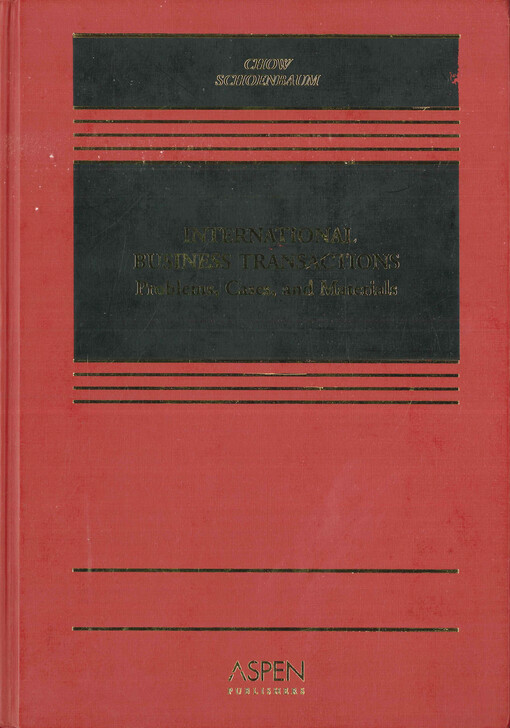 CHOW
SCHOENBAUM
INTERNATIONAL
BUSINESS TRANSACTIONS
Problems, Cases, and Materials
ASPEN
PUBLISHERS